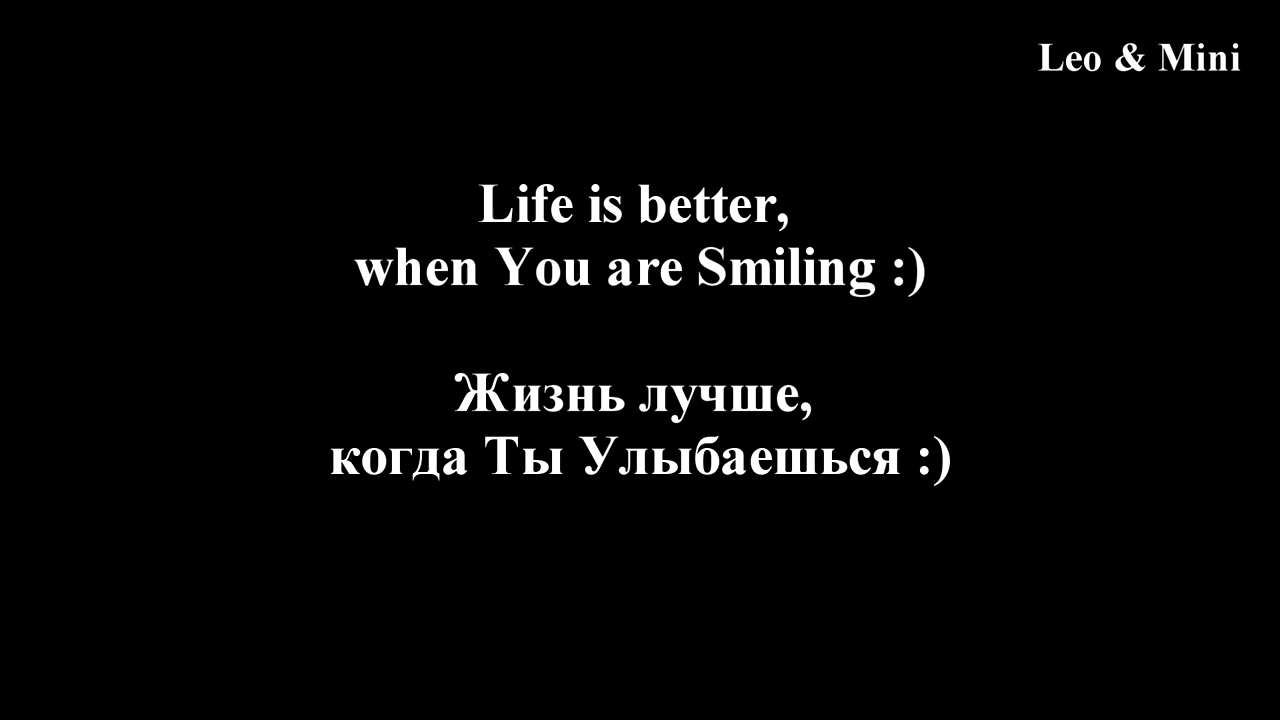 Leo & Mini
Life is better,
when You are Smiling :)
Жизнь лучше,
когда Ты Улыбаешься :)